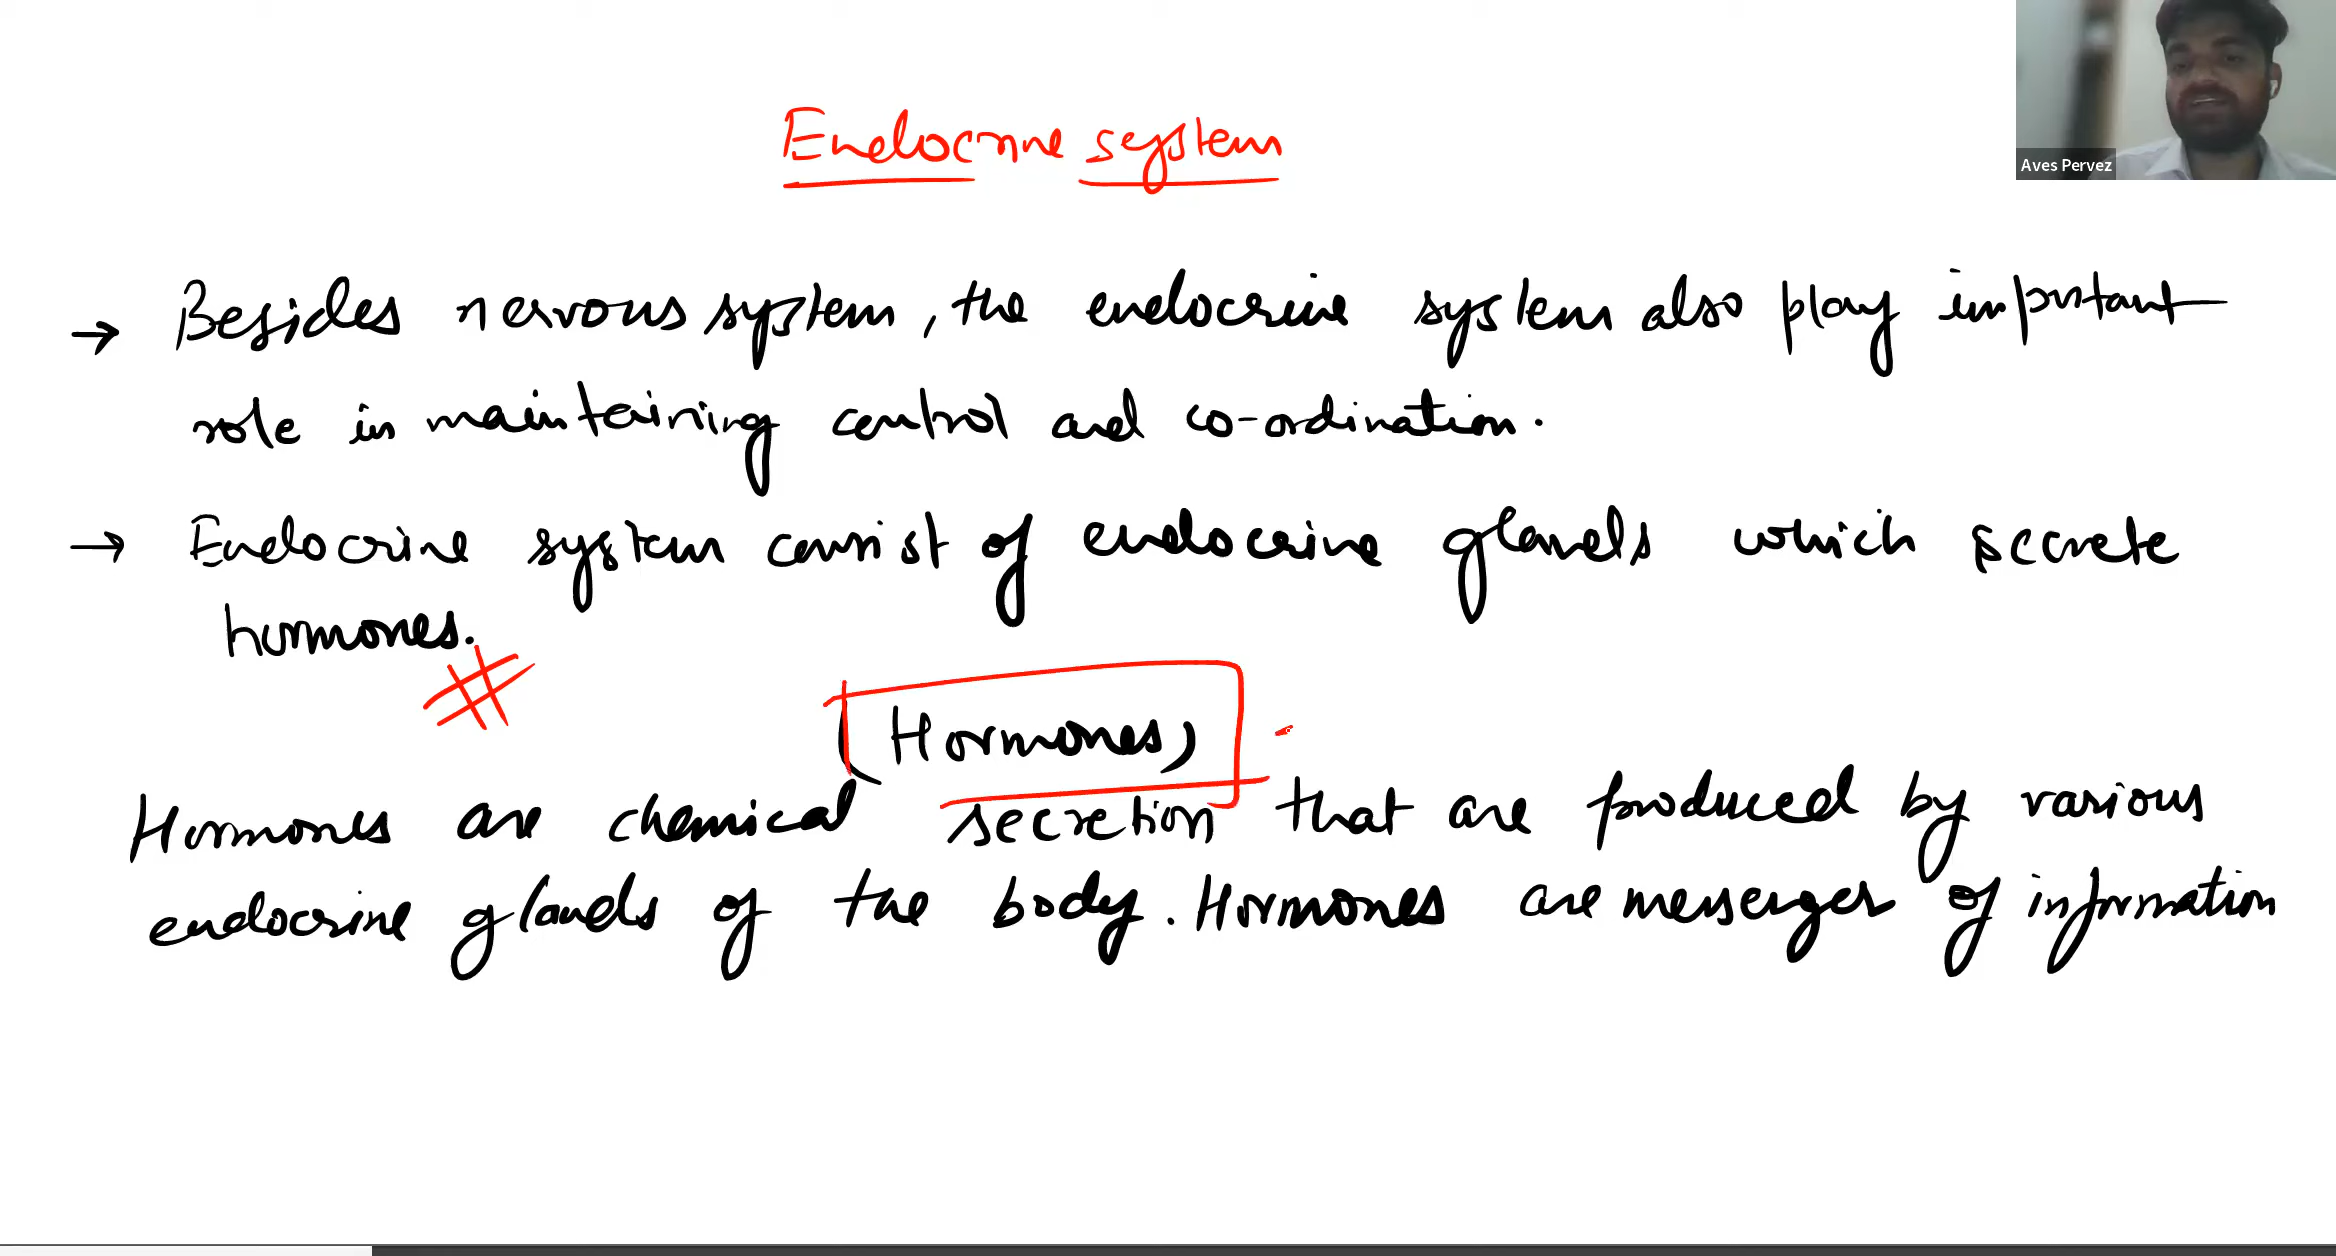 Endocrine system
Aves Pervez
→ Besides nervous system, the endocrine system also play important
role in maintaining control and co-ordination.
→ Endocrine system consist of endocrine glands which secrete
hormones.
#
(Hormones)
Hormones are chemical secretion that are produced by various
endocrine glands of the body. Hormones are messenger of information